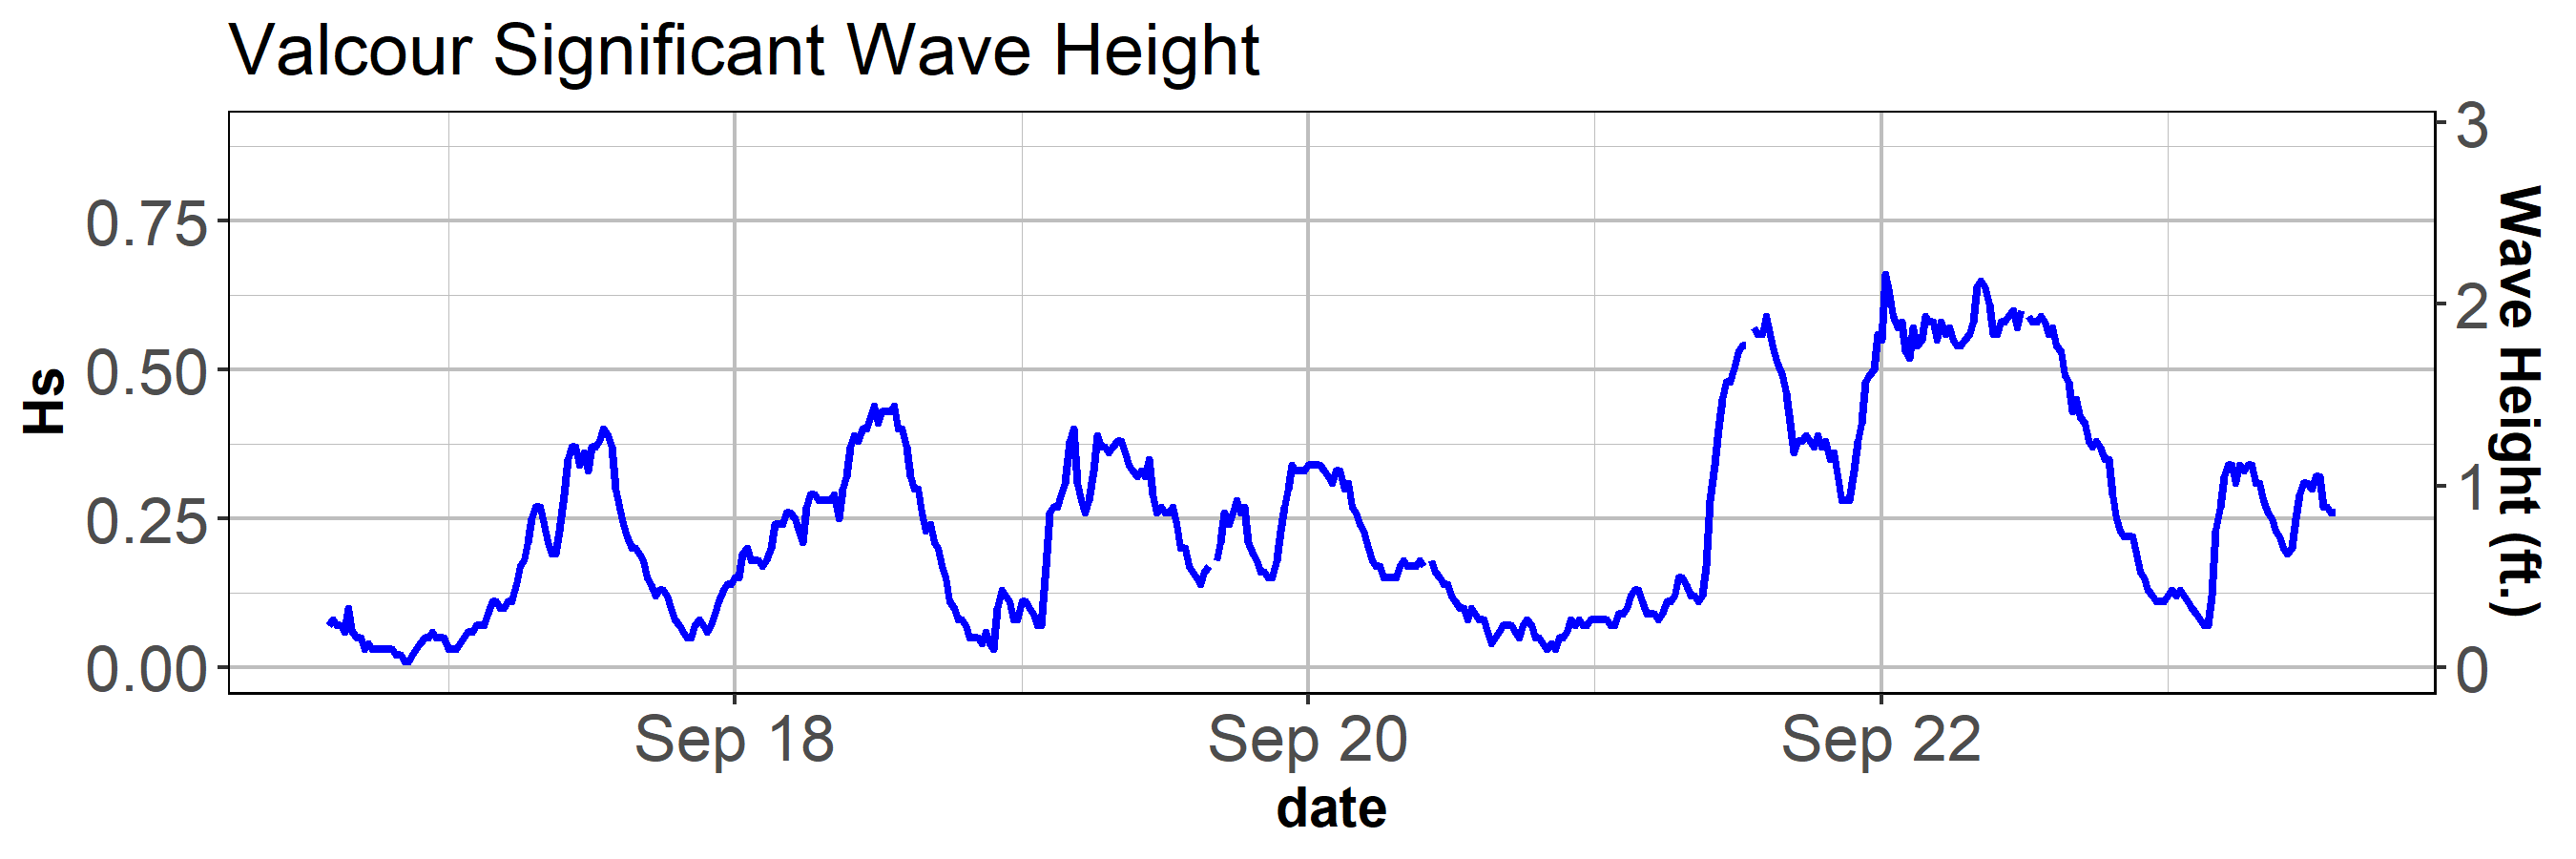 Valcour Significant Wave Height
Hs
0.75
0.50
0.25
0.00
3
2
1
0
Wave Height (ft.)
Sep 18
Sep 20
Sep 22
date